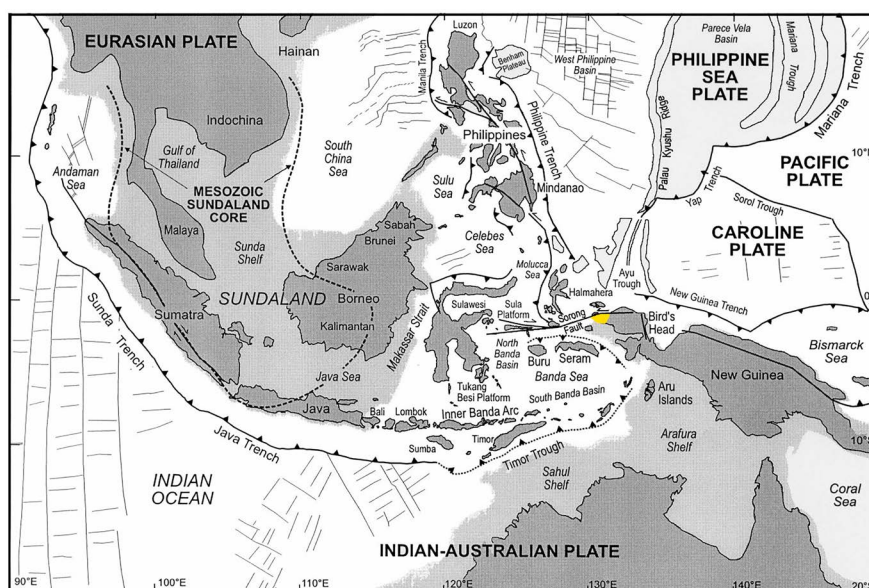 EURASIAN PLATE
Hainan
Luzon
Manila Trench
Benham
Plateau
West Philippine
Basin
Parece Vela
Basin
Mariana
Trough
PHILIPPINE
SEA
PLATE
Mariana Trench
Indochina
Philippines
Philippine Trench
Palau Kyushu Ridge
Gulf of
Thailand
South
China
Sea
PACIFIC
PLATE
10°N
Andaman
Sea
MESOZOIC
SUNDALAND
CORE
Sulu
Sea
Mindanao
Yap Trench
Sorol Trough
Malaya
Sabah
Brunei
Celebes
Sea
CAROLINE
PLATE
Sunda
Shelf
Sarawak
Molucca
Sea
Ayu
Trough
SUNDALAND
Borneo
Halmahera
New Guinea Trench
0
Sumatra
Sunda Trench
Kalimantan
Makassar Strait
Sulawesi
Sula
Platform
Sorong
Fault
Bird's
Head
Bismarck
Sea
Java Sea
North
Banda
Basin
Buru
Seram
Banda Sea
New Guinea
Tukang
Besi Platform
South Banda Basin
Aru
Islands
Java
Bali
Lombok
Inner Banda Arc
Java Trench
Sumba
Timor
Timor Trough
Arafura
Shelf
10°S
INDIAN
OCEAN
Sahul
Shelf
Coral
Sea
INDIAN-AUSTRALIAN PLATE
90°E
100°E
110°E
120°E
130°E